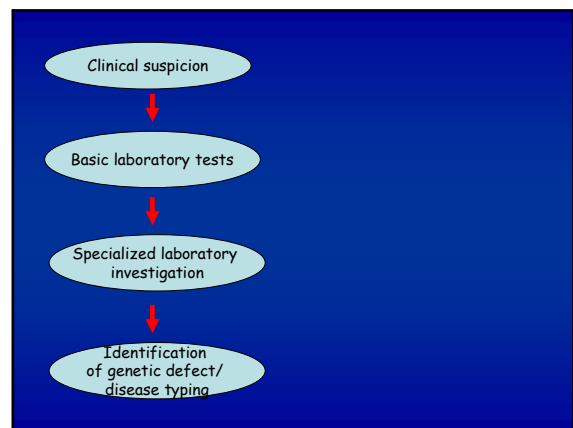 Clinical suspicion
Basic laboratory tests
Specialized laboratory
investigation
Identification
of genetic defect/
disease typing